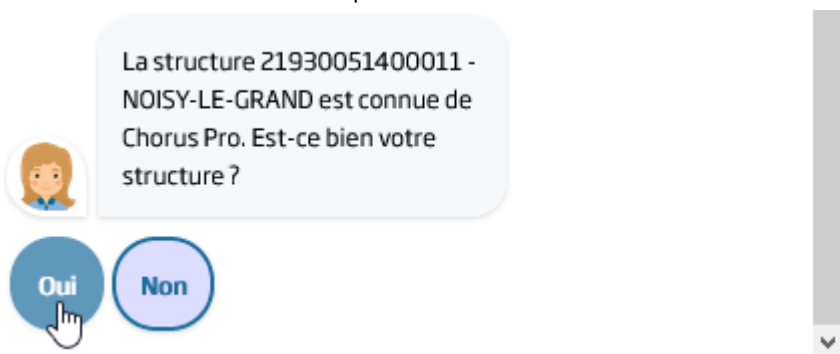 La structure 21930051400011 -
NOISY-LE-GRAND est connue de
Chorus Pro. Est-ce bien votre
structure ?
Oui
Non